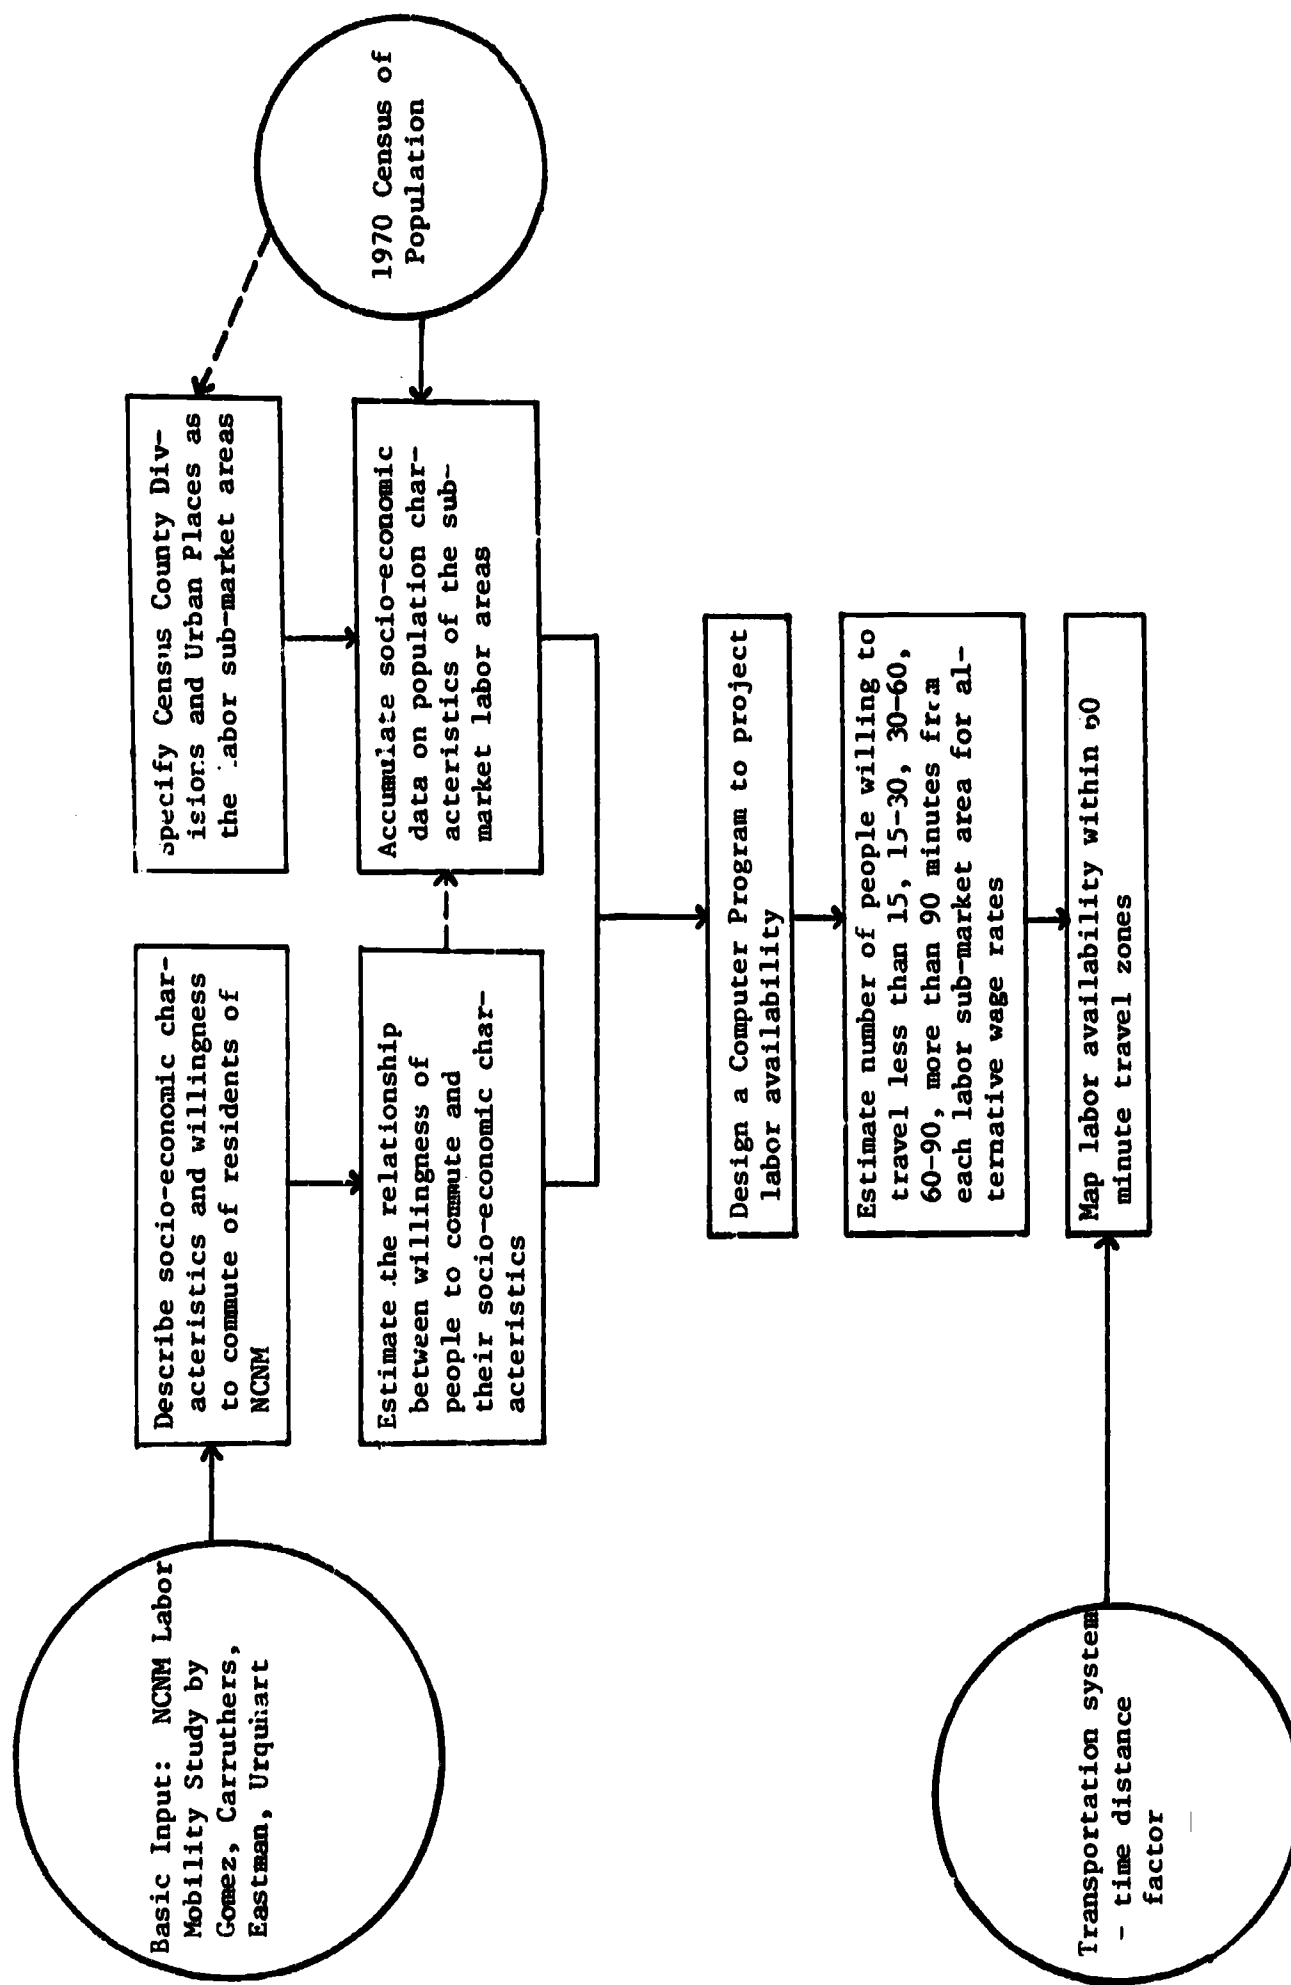 Basic Input: NCNM Labor
Mobility Study by
Gomez, Carruthers,
Eastman, Urquhart
Describe socio-economic char-
acteristics and willingness
to commute of residents of
NCNM
Specify Census County Div-
isions and Urban Places as
the labor sub-market areas
1970 Census of
Population
Estimate the relationship
between willingness of
people to commute and
their socio-economic char-
acteristics
Accumulate socio-economic
data on population char-
acteristics of the sub-
market labor areas
Design a Computer Program to project
labor availability
Estimate number of people willing to
travel less than 15, 15-30, 30-60,
60-90, more than 90 minutes from
each labor sub-market area for al-
ternative wage rates
Transportation system
- time distance
factor
Map labor availability within
minute travel zones